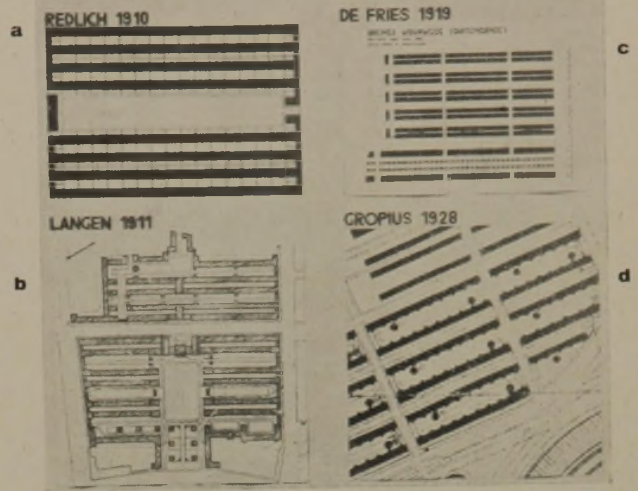 a
REDLICH 1910
DE FRIES 1919
c
b
LANGEN 1911
GROPIUS 1928
d